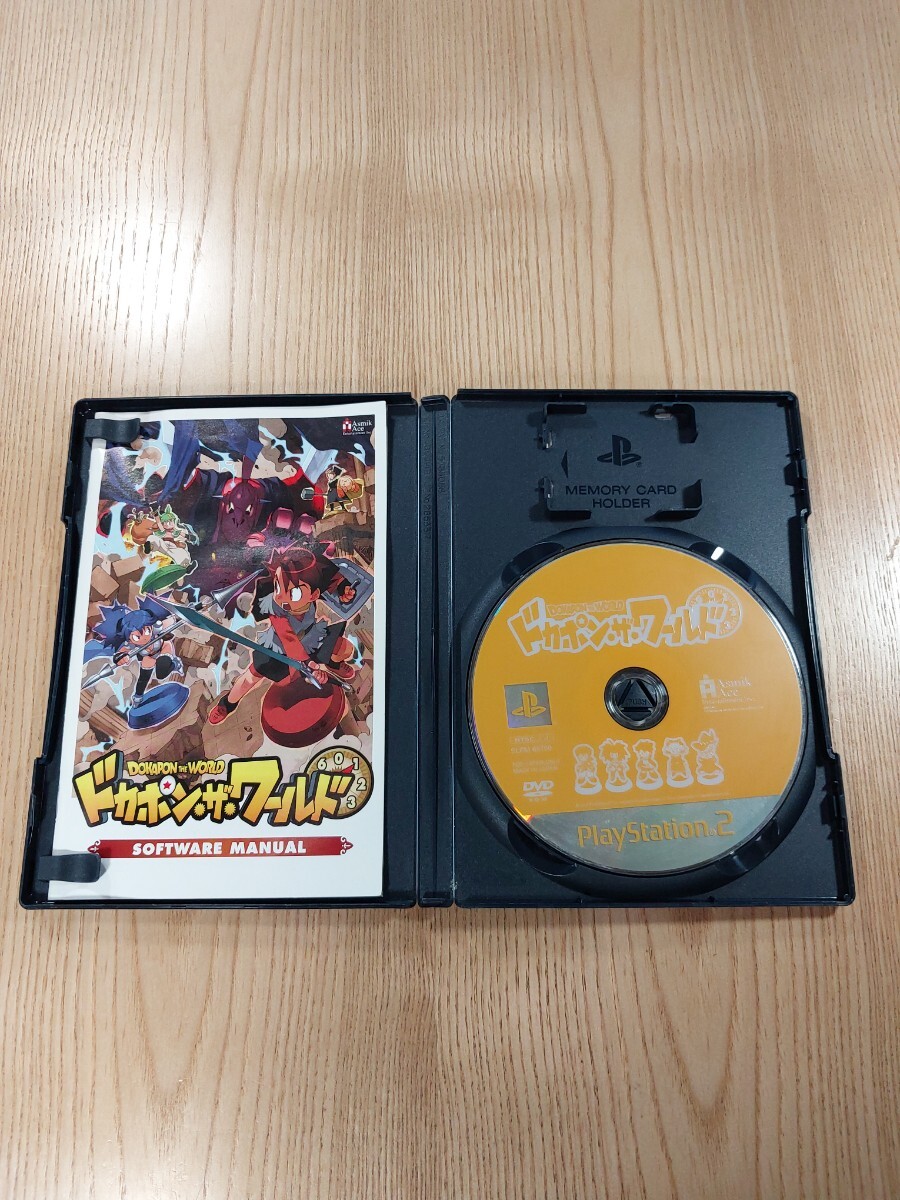 Asmik
Ace
DOKAPON THE WORLD
ドカポン・ザ・ワールド
6 0 1 2 3
SOFTWARE MANUAL
MEMORY CARD
HOLDER
DOKAPON THE WORLD
ドカポン・ザ・ワールド
Asmik
Ace
DVD
PlayStation 2